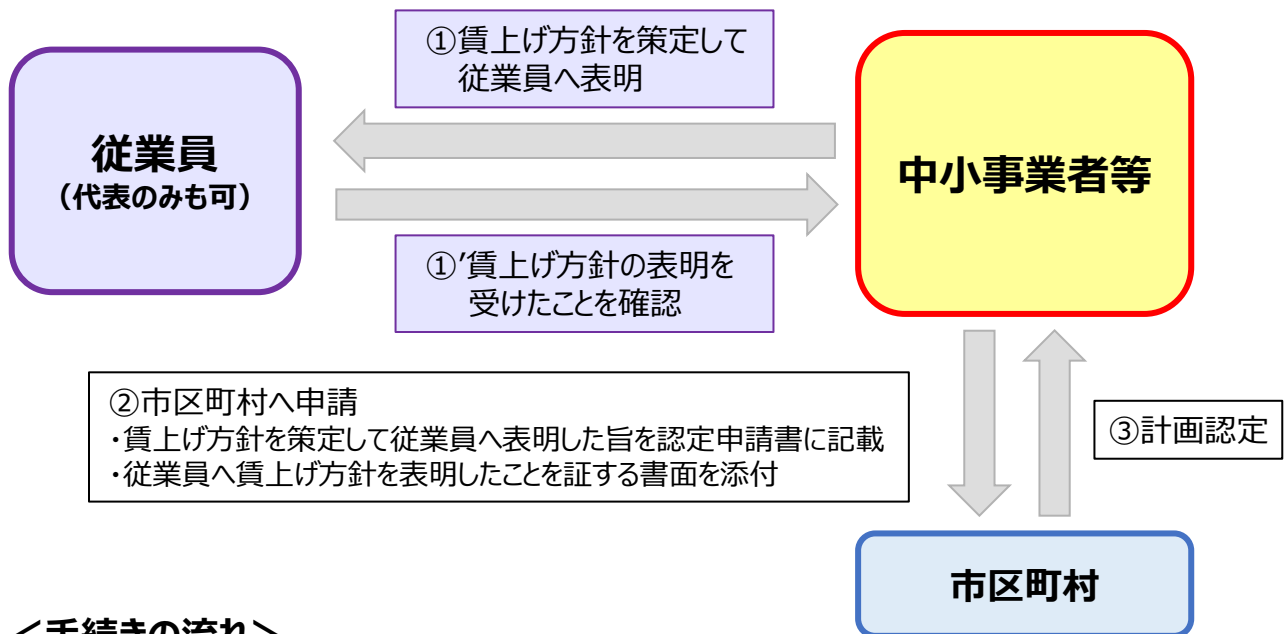 ①賃上げ方針を策定して
従業員へ表明
従業員
（代表のみも可）
中小事業者等
①’賃上げ方針の表明を
受けたことを確認
②市区町村へ申請
・賃上げ方針を策定して従業員へ表明した旨を認定申請書に記載
・従業員へ賃上げ方針を表明したことを証する書面を添付
③計画認定
市区町村
＜手続きの流れ＞